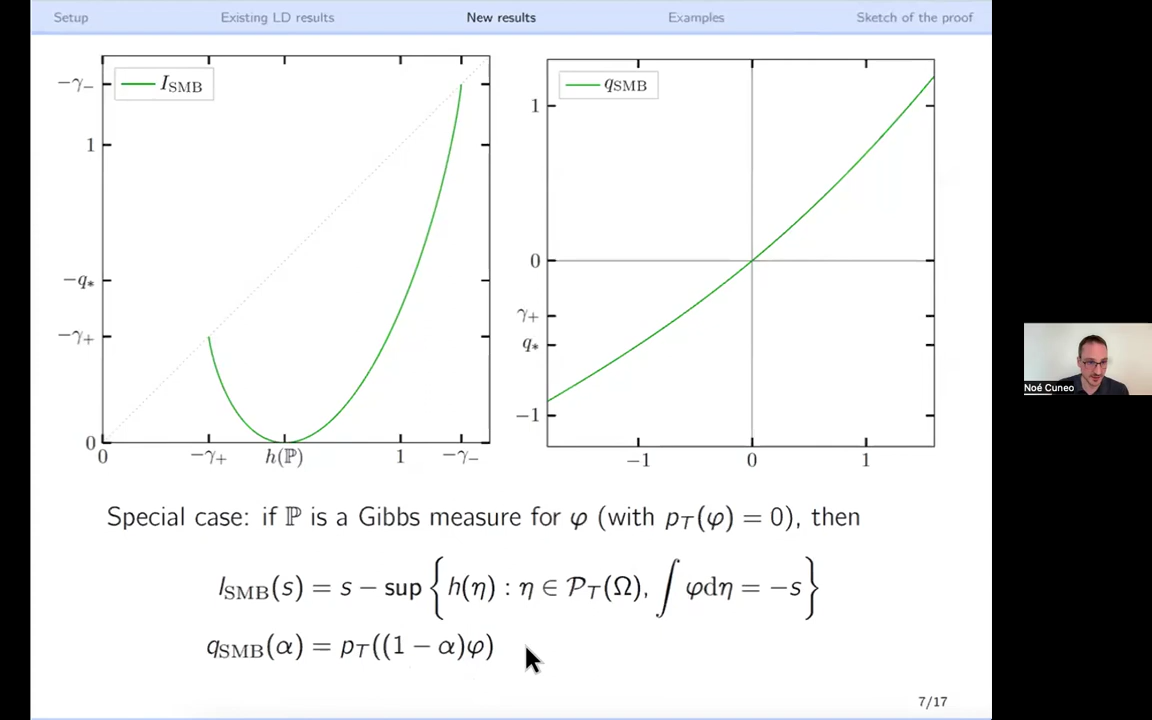 Setup Existing LD results New results Examples Sketch of the proof
I_SMB
−γ₋
1
−q_*
−γ₊
0
0 −γ₊ h(ℙ) 1 −γ₋
q_SMB
1
0
γ₊
q_*
−1
−1 0 1
Noé Cuneo
Special case: if ℙ is a Gibbs measure for φ (with p_T(φ) = 0), then
I_SMB(s) = s − sup { h(η) : η ∈ 𝒫_T(Ω), ∫ φdη = −s }
q_SMB(α) = p_T((1 − α)φ)
7/17